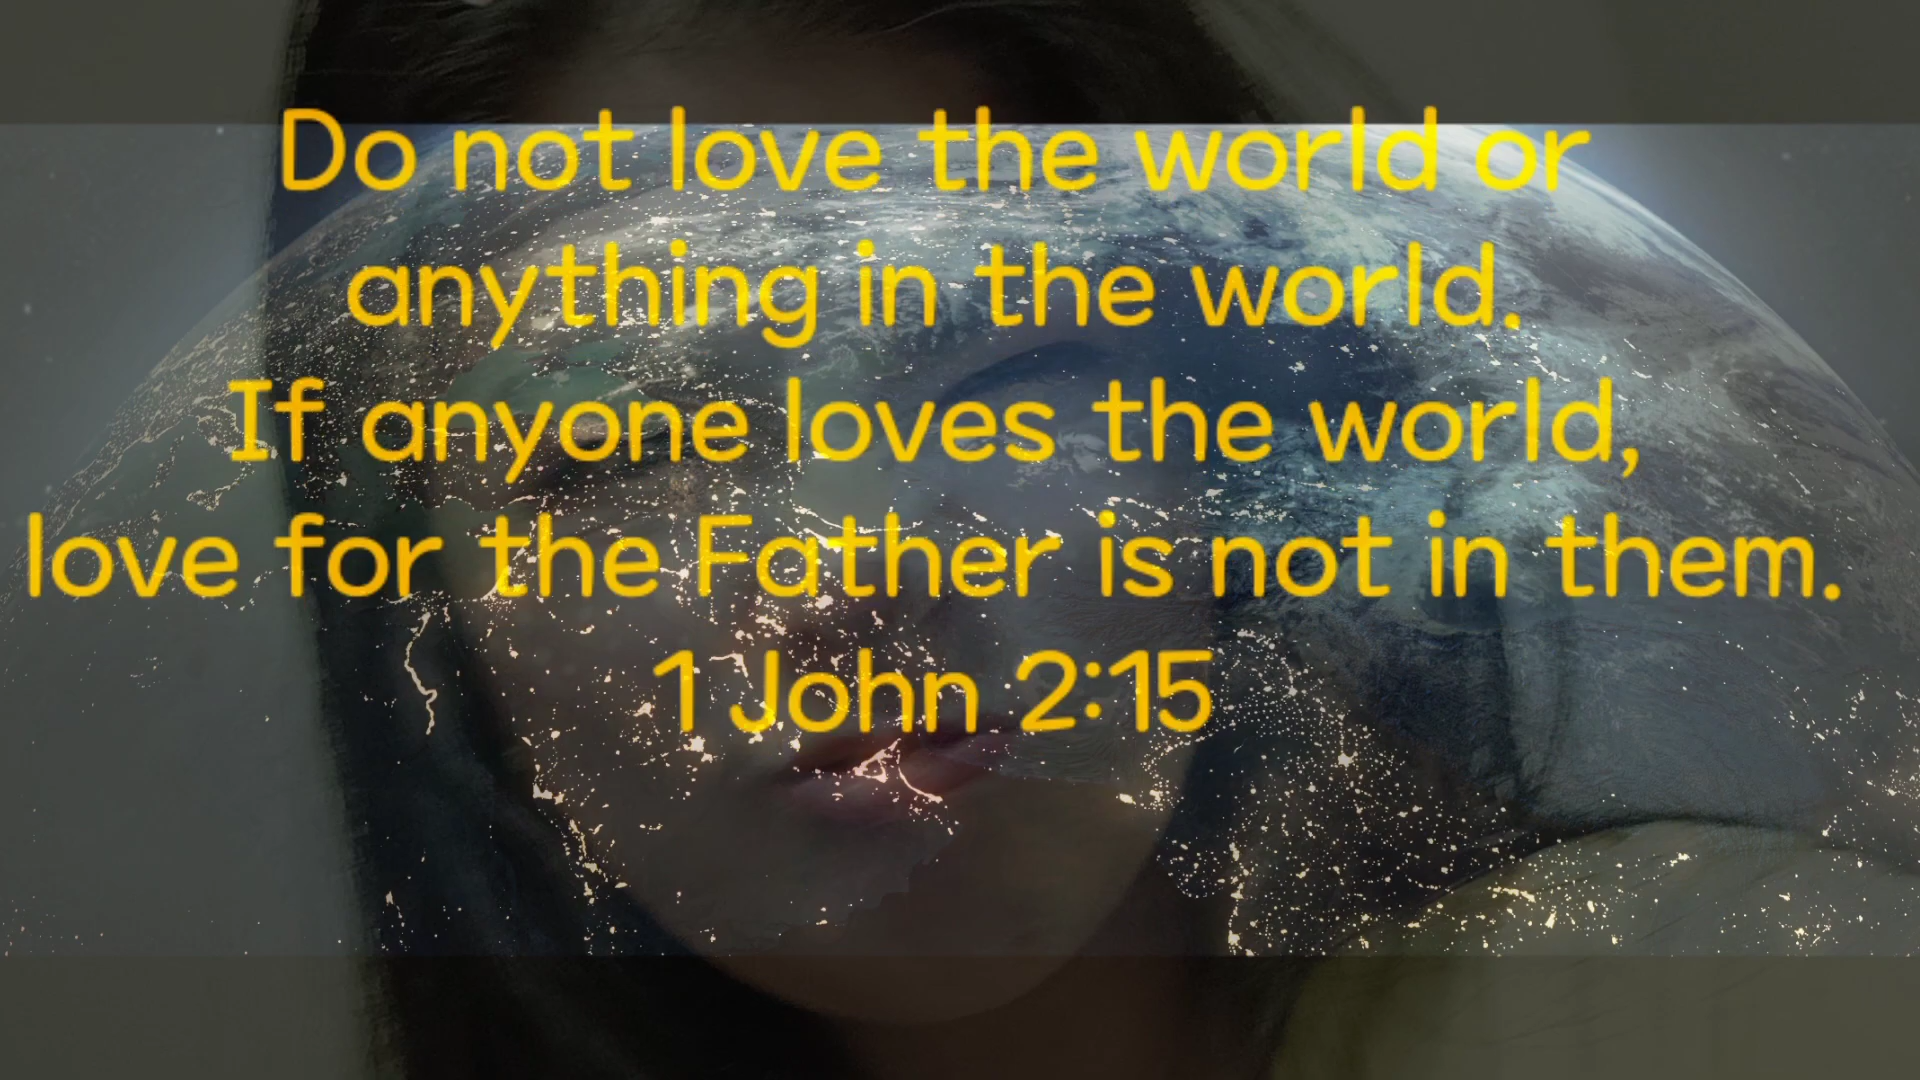 Do not love the world or
anything in the world.
If anyone loves the world,
love for the Father is not in them.
1 John 2:15